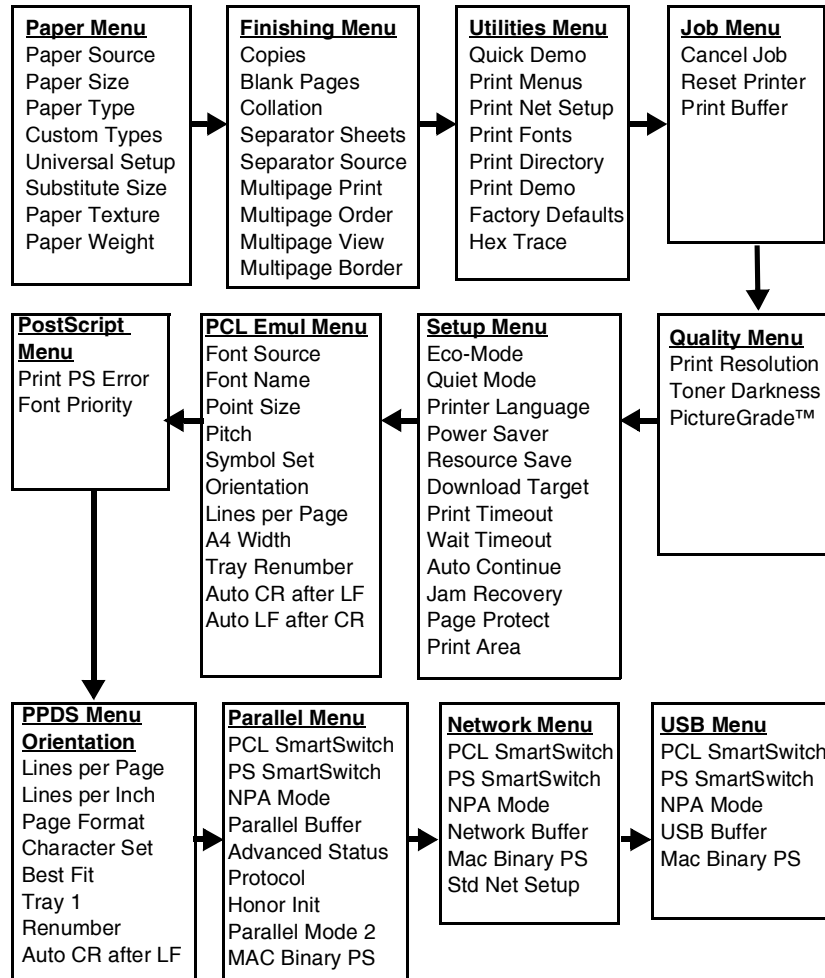 Paper Menu
Paper Source
Paper Size
Paper Type
Custom Types
Universal Setup
Substitute Size
Paper Texture
Paper Weight
Finishing Menu
Copies
Blank Pages
Collation
Separator Sheets
Separator Source
Multipage Print
Multipage Order
Multipage View
Multipage Border
Utilities Menu
Quick Demo
Print Menus
Print Net Setup
Print Fonts
Print Directory
Print Demo
Factory Defaults
Hex Trace
Job Menu
Cancel Job
Reset Printer
Print Buffer
Quality Menu
Print Resolution
Toner Darkness
PictureGrade™
Setup Menu
Eco-Mode
Quiet Mode
Printer Language
Power Saver
Resource Save
Download Target
Print Timeout
Wait Timeout
Auto Continue
Jam Recovery
Page Protect
Print Area
PCL Emul Menu
Font Source
Font Name
Point Size
Pitch
Symbol Set
Orientation
Lines per Page
A4 Width
Tray Renumber
Auto CR after LF
Auto LF after CR
PostScript
Menu
Print PS Error
Font Priority
PPDS Menu
Orientation
Lines per Page
Lines per Inch
Page Format
Character Set
Best Fit
Tray 1
Renumber
Auto CR after LF
Parallel Menu
PCL SmartSwitch
PS SmartSwitch
NPA Mode
Parallel Buffer
Advanced Status
Protocol
Honor Init
Parallel Mode 2
MAC Binary PS
Network Menu
PCL SmartSwitch
PS SmartSwitch
NPA Mode
Network Buffer
Mac Binary PS
Std Net Setup
USB Menu
PCL SmartSwitch
PS SmartSwitch
NPA Mode
USB Buffer
Mac Binary PS